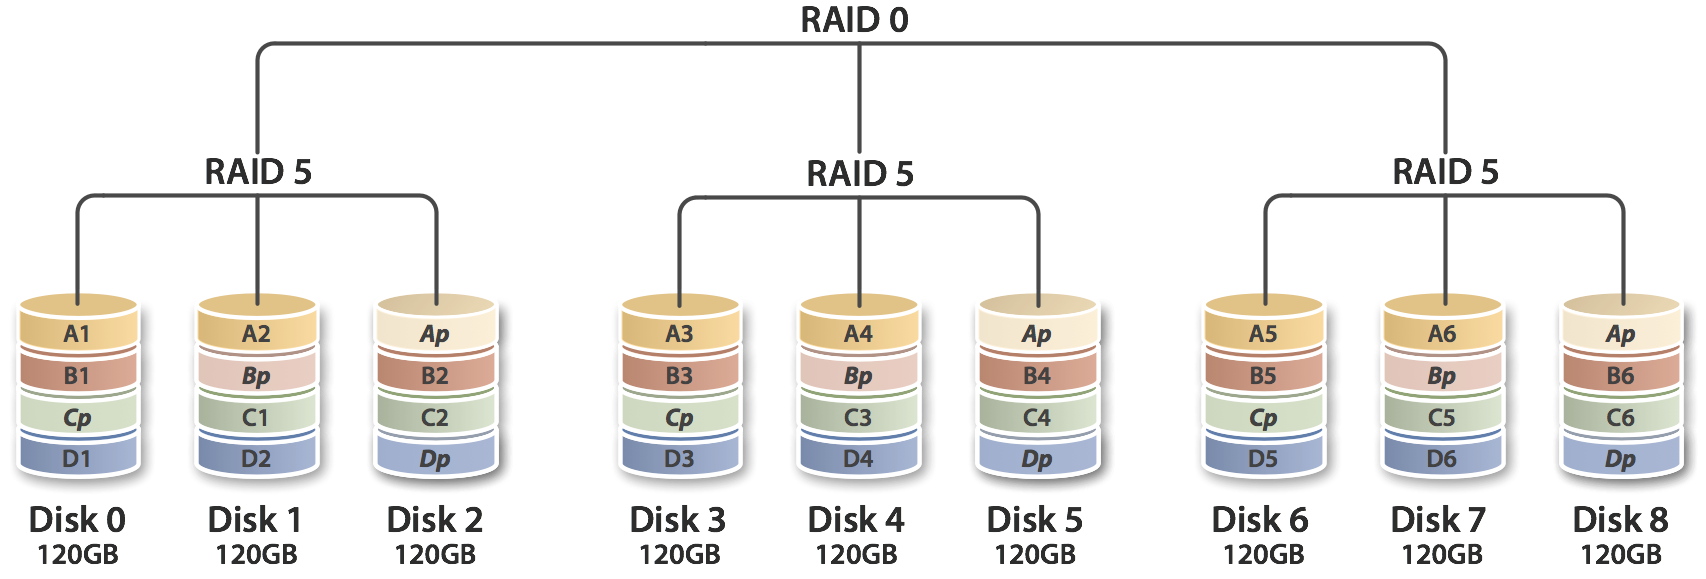 RAID 0
RAID 5 RAID 5 RAID 5
A1 A2 Ap A3 A4 Ap A5 A6 Ap
B1 Bp B2 B3 Bp B4 B5 Bp B6
Cp C1 C2 Cp C3 C4 Cp C5 C6
D1 D2 Dp D3 D4 Dp D5 D6 Dp
Disk 0 Disk 1 Disk 2 Disk 3 Disk 4 Disk 5 Disk 6 Disk 7 Disk 8
120GB 120GB 120GB 120GB 120GB 120GB 120GB 120GB 120GB